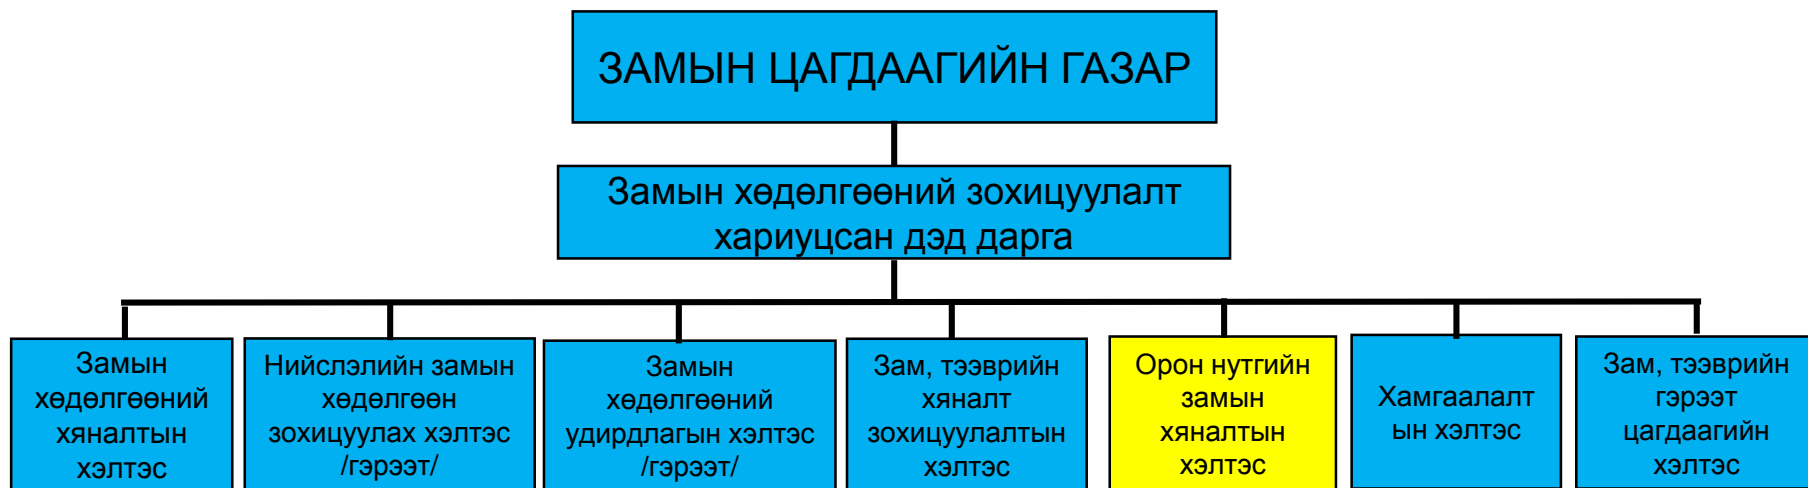 ЗАМЫН ЦАГДААГИЙН ГАЗАР
Замын хөдөлгөөний зохицуулалт
хариуцсан дэд дарга
Замын
хөдөлгөөний
хяналтын
хэлтэс
Нийслэлийн замын
хөдөлгөөн
зохицуулах хэлтэс
/гэрээт/
Замын
хөдөлгөөний
удирдлагын хэлтэс
/гэрээт/
Зам, тээврийн
хяналт
зохицуулалтын
хэлтэс
Орон нутгийн
замын
хяналтын
хэлтэс
Хамгаалалт
ын хэлтэс
Зам, тээврийн
гэрээт
цагдаагийн
хэлтэс